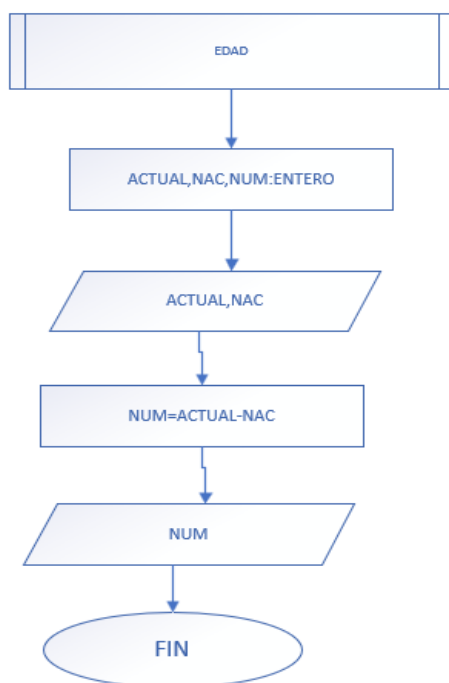 EDAD
ACTUAL,NAC,NUM:ENTERO
ACTUAL,NAC
NUM=ACTUAL-NAC
NUM
FIN